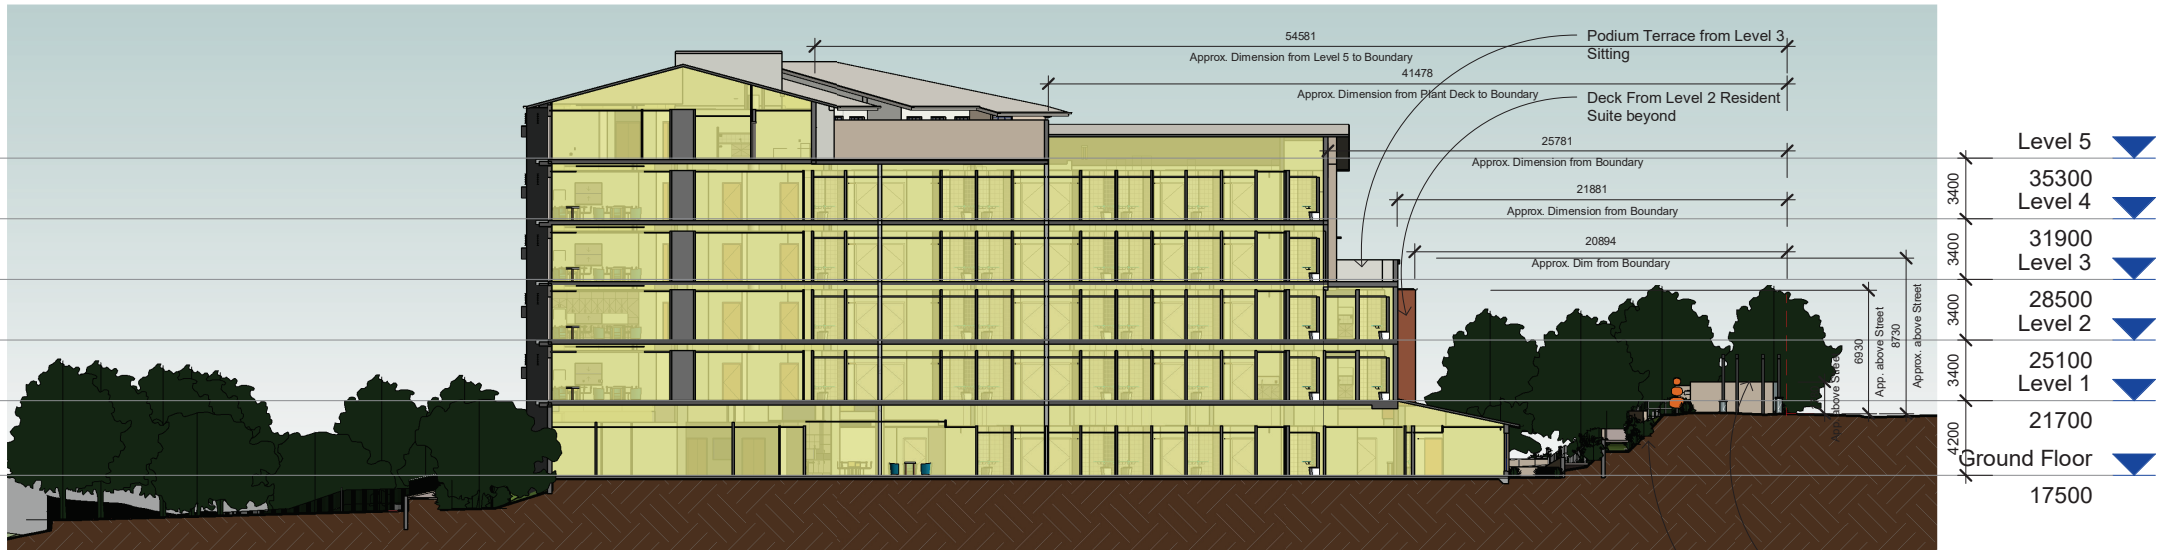 54581
Approx. Dimension from Level 5 to Boundary
41478
Approx. Dimension from Plant Deck to Boundary
Podium Terrace from Level 3
Sitting
Deck From Level 2 Resident
Suite beyond
25781
Approx. Dimension from Boundary
21881
Approx. Dimension from Boundary
20894
Approx. Dim from Boundary
App. above Street
6930
App. above Street
8730
Approx. above Street
3400
3400
3400
3400
4200
Level 5
35300
Level 4
31900
Level 3
28500
Level 2
25100
Level 1
21700
Ground Floor
17500